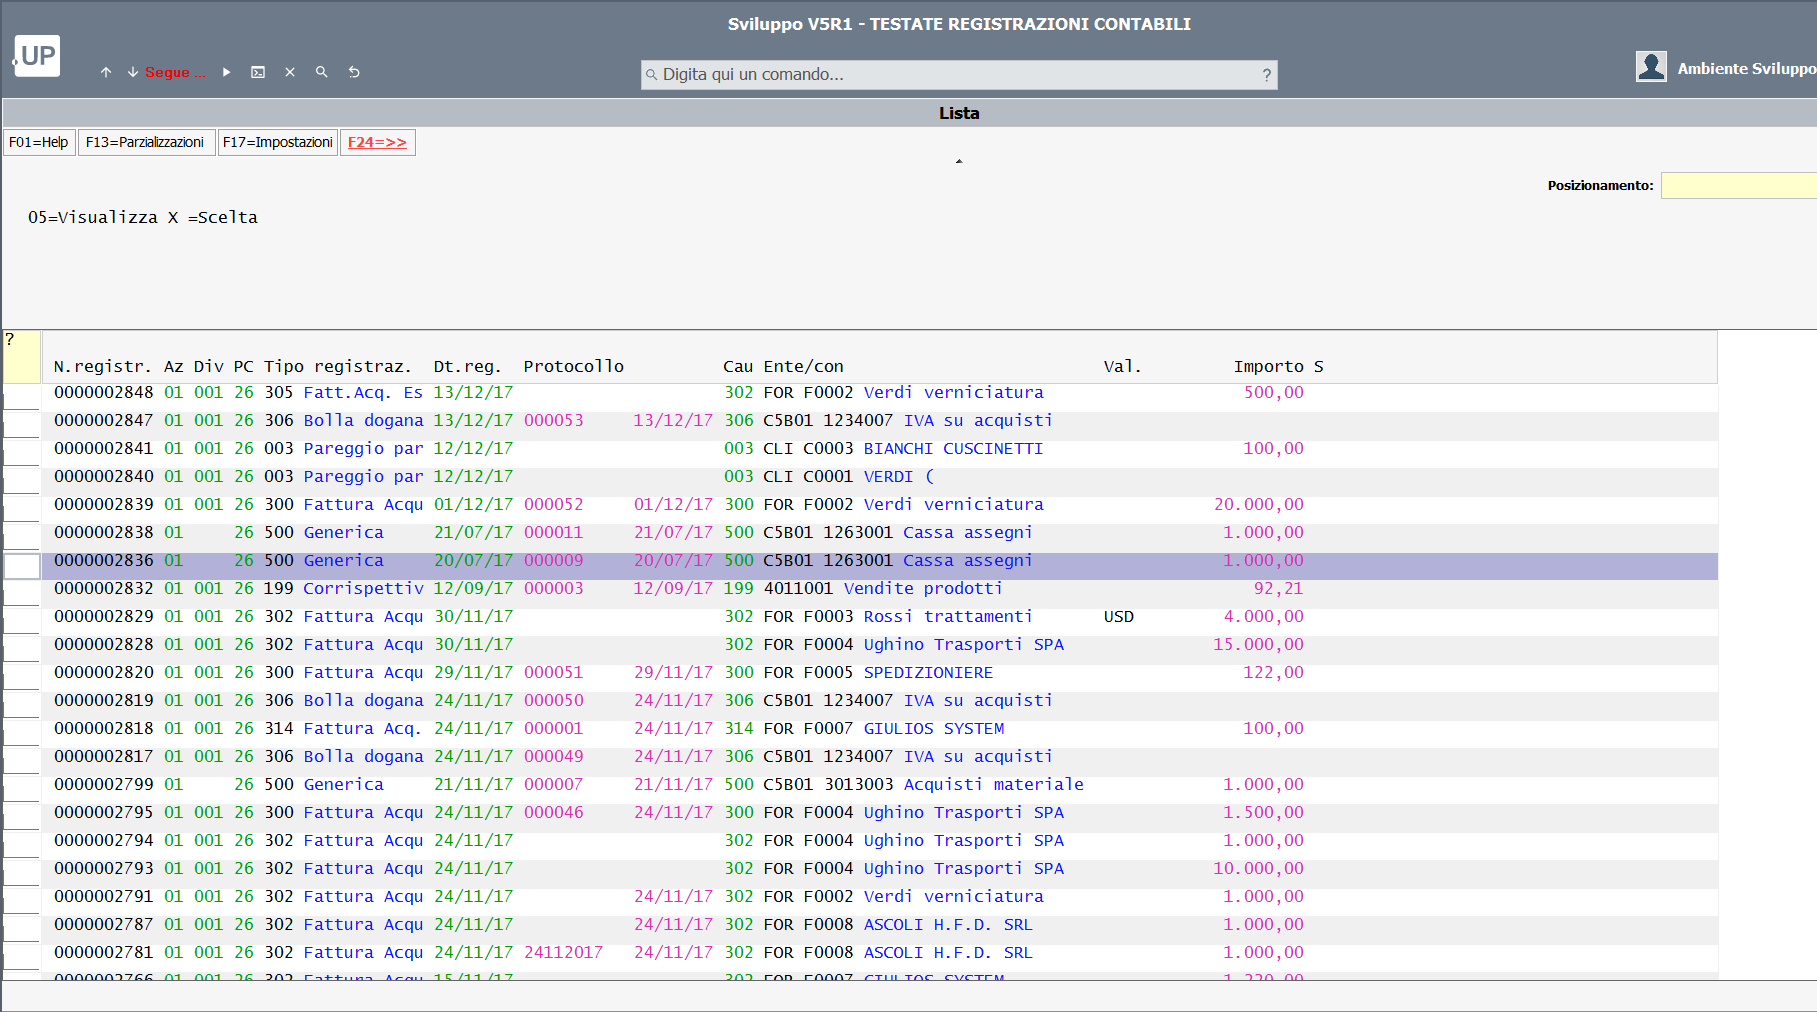 Sviluppo V5R1 - TESTATE REGISTRAZIONI CONTABILI
.UP
Segue ...
Digita qui un comando... ?
Ambiente Sviluppo
Lista
F01=Help F13=Parzializzazioni F17=Impostazioni F24=>>
Posizionamento:
05=Visualizza X =Scelta
?
N.registr. Az Div PC Tipo registraz. Dt.reg. Protocollo Cau Ente/con Val. Importo S
0000002848 01 001 26 305 Fatt.Acq. Es 13/12/17 302 FOR F0002 Verdi verniciatura 500,00
0000002847 01 001 26 306 Bolla dogana 13/12/17 000053 13/12/17 306 C5B01 1234007 IVA su acquisti
0000002841 01 001 26 003 Pareggio par 12/12/17 003 CLI C0003 BIANCHI CUSCINETTI 100,00
0000002840 01 001 26 003 Pareggio par 12/12/17 003 CLI C0001 VERDI (
0000002839 01 001 26 300 Fattura Acqu 01/12/17 000052 01/12/17 300 FOR F0002 Verdi verniciatura 20.000,00
0000002838 01 26 500 Generica 21/07/17 000011 21/07/17 500 C5B01 1263001 Cassa assegni 1.000,00
0000002836 01 26 500 Generica 20/07/17 000009 20/07/17 500 C5B01 1263001 Cassa assegni 1.000,00
0000002832 01 001 26 199 Corrispettiv 12/09/17 000003 12/09/17 199 4011001 Vendite prodotti 92,21
0000002829 01 001 26 302 Fattura Acqu 30/11/17 302 FOR F0003 Rossi trattamenti USD 4.000,00
0000002828 01 001 26 302 Fattura Acqu 30/11/17 302 FOR F0004 Ughino Trasporti SPA 15.000,00
0000002820 01 001 26 300 Fattura Acqu 29/11/17 000051 29/11/17 300 FOR F0005 SPEDIZIONIERE 122,00
0000002819 01 001 26 306 Bolla dogana 24/11/17 000050 24/11/17 306 C5B01 1234007 IVA su acquisti
0000002818 01 001 26 314 Fattura Acq. 24/11/17 000001 24/11/17 314 FOR F0007 GIULIOS SYSTEM 100,00
0000002817 01 001 26 306 Bolla dogana 24/11/17 000049 24/11/17 306 C5B01 1234007 IVA su acquisti
0000002799 01 26 500 Generica 21/11/17 000007 21/11/17 500 C5B01 3013003 Acquisti materiale 1.000,00
0000002795 01 001 26 300 Fattura Acqu 24/11/17 000046 24/11/17 300 FOR F0004 Ughino Trasporti SPA 1.500,00
0000002794 01 001 26 302 Fattura Acqu 24/11/17 302 FOR F0004 Ughino Trasporti SPA 1.000,00
0000002793 01 001 26 302 Fattura Acqu 24/11/17 302 FOR F0004 Ughino Trasporti SPA 10.000,00
0000002791 01 001 26 302 Fattura Acqu 24/11/17 24/11/17 302 FOR F0002 Verdi verniciatura 1.000,00
0000002787 01 001 26 302 Fattura Acqu 24/11/17 24/11/17 302 FOR F0008 ASCOLI H.F.D. SRL 1.000,00
0000002781 01 001 26 302 Fattura Acqu 24/11/17 24112017 24/11/17 302 FOR F0008 ASCOLI H.F.D. SRL 1.000,00
0000002766 01 001 26 302 Fattura Acqu 15/11/17 302 FOR F0007 GIULIOS SYSTEM 1.220,00